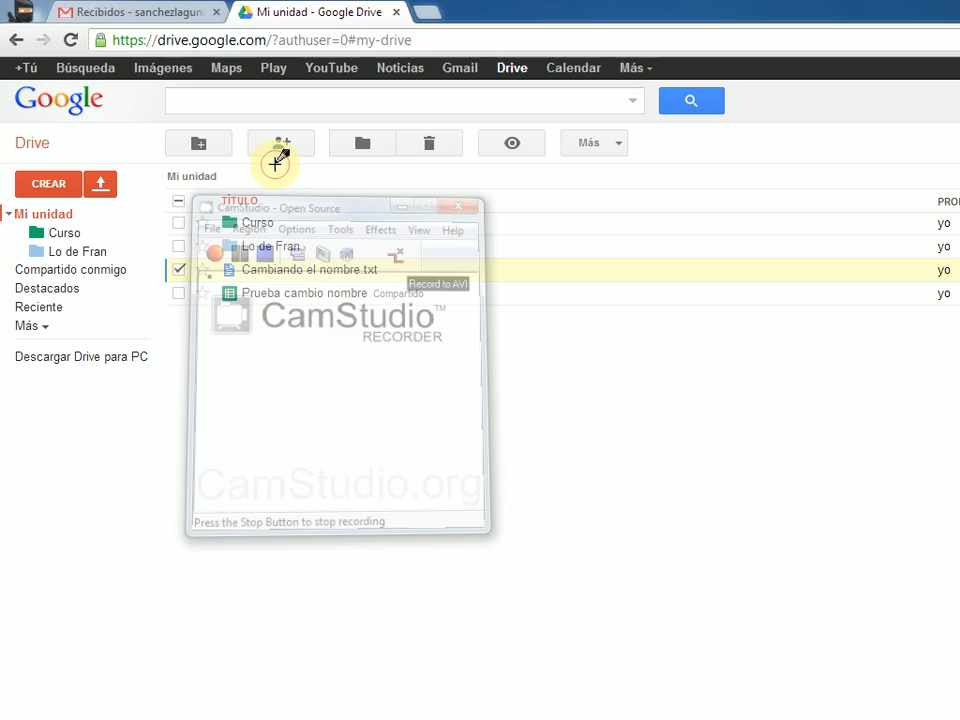 Recibidos - sanchezlagun
Mi unidad - Google Drive
https://drive.google.com/?authuser=0#my-drive
+Tú Búsqueda Imágenes Maps Play YouTube Noticias Gmail Drive Calendar Más
Google
Drive
Más
CREAR
Mi unidad
Curso
Lo de Fran
Compartido conmigo
Destacados
Reciente
Más
Descargar Drive para PC
Mi unidad
TÍTULO
PRO
Curso
yo
Lo de Fran
yo
Cambiando el nombre.txt
yo
Prueba cambio nombre Compartido
yo
CamStudio - Open Source
File Region Options Tools Effects View Help
Record to AVI
CamStudio™
RECORDER
CamStudio.org
Press the Stop Button to stop recording